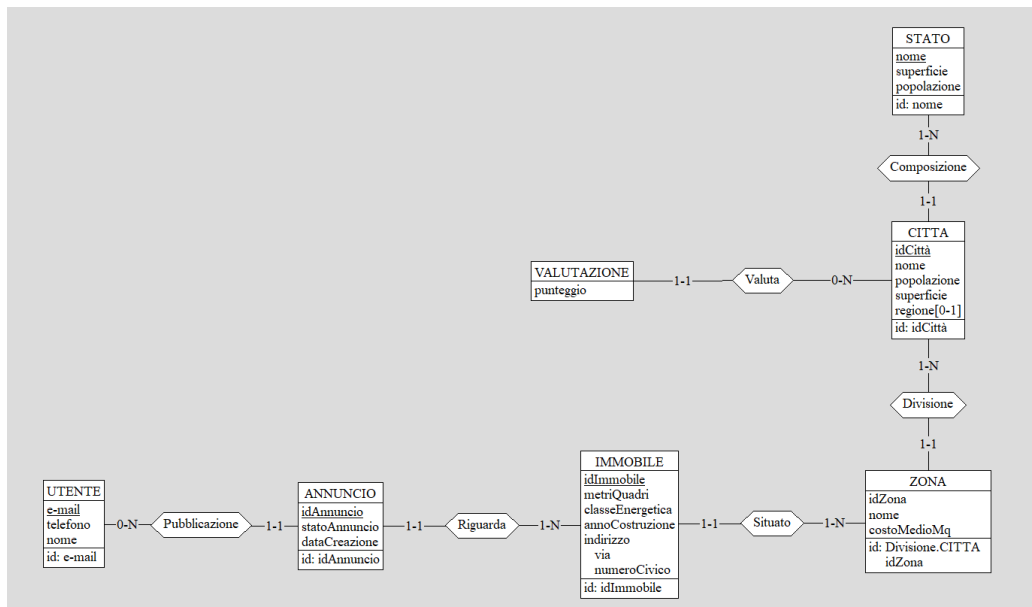 STATO
nome
superficie
popolazione
id: nome
1-N
Composizione
1-1
CITTA
idCittà
nome
popolazione
superficie
regione[0-1]
id: idCittà
VALUTAZIONE
punteggio
1-1
Valuta
0-N
1-N
Divisione
1-1
UTENTE
e-mail
telefono
nome
id: e-mail
0-N
Pubblicazione
1-1
ANNUNCIO
idAnnuncio
statoAnnuncio
dataCreazione
id: idAnnuncio
1-1
Riguarda
1-N
IMMOBILE
idImmobile
metriQuadri
classeEnergetica
annoCostruzione
indirizzo
via
numeroCivico
id: idImmobile
1-1
Situato
1-N
ZONA
idZona
nome
costoMedioMq
id: Divisione.CITTA
idZona